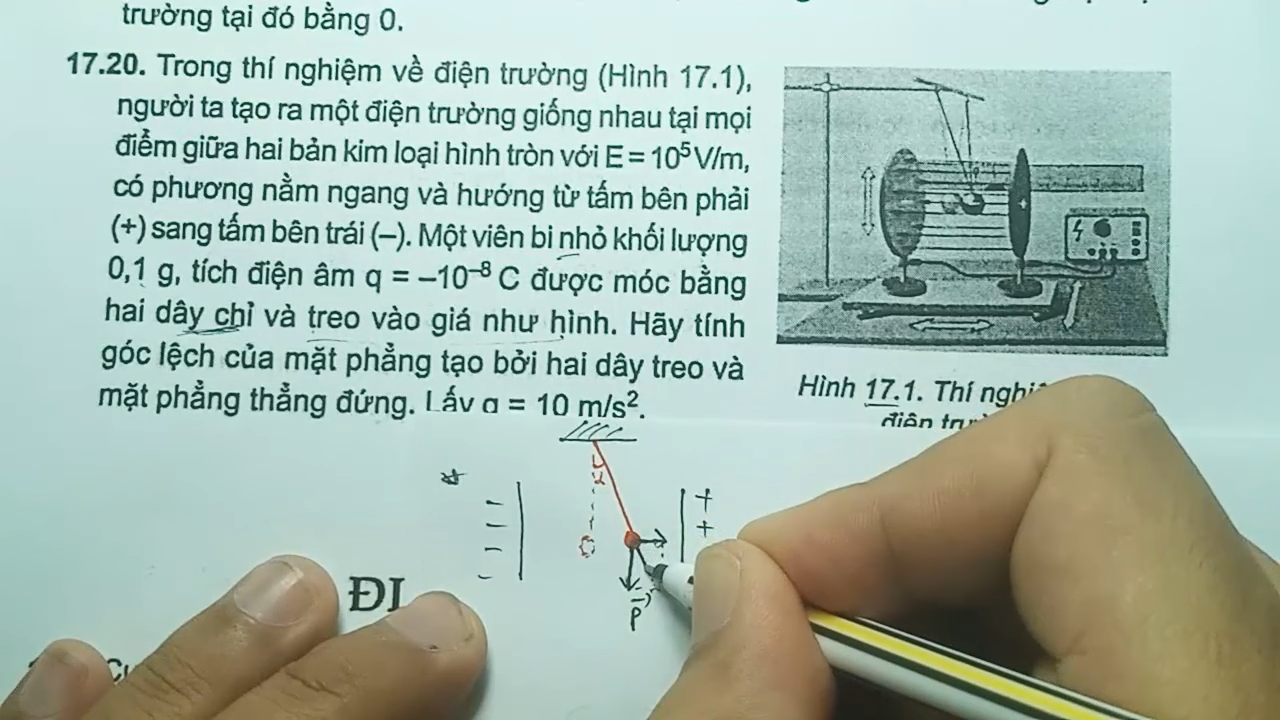 trường tại đó bằng 0.
17.20. Trong thí nghiệm về điện trường (Hình 17.1),
người ta tạo ra một điện trường giống nhau tại mọi
điểm giữa hai bản kim loại hình tròn với E = 10⁵ V/m,
có phương nằm ngang và hướng từ tấm bên phải
(+) sang tấm bên trái (–). Một viên bi nhỏ khối lượng
0,1 g, tích điện âm q = –10⁻⁸ C được móc bằng
hai dây chỉ và treo vào giá như hình. Hãy tính
góc lệch của mặt phẳng tạo bởi hai dây treo và
mặt phẳng thẳng đứng. Lấy g = 10 m/s².
+
Hình 17.1. Thí nghi
điện trư
α
– +
– +
–
–
P
ĐI